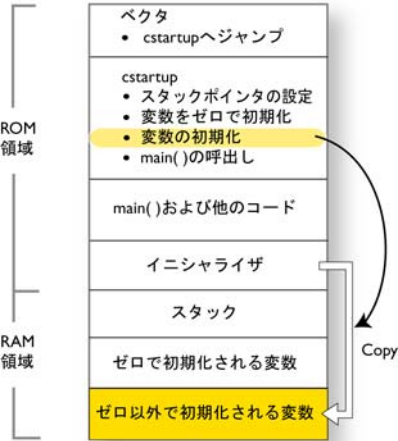 ベクタ
• cstartupへジャンプ
cstartup
• スタックポインタの設定
• 変数をゼロで初期化
• 変数の初期化
• main( )の呼出し
ROM
領域
main( )および他のコード
イニシャライザ
スタック
RAM
領域
Copy
ゼロで初期化される変数
ゼロ以外で初期化される変数